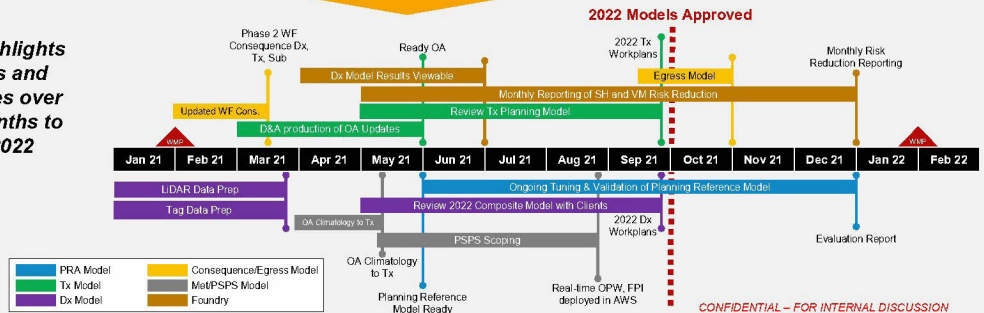 2022 Models Approved
hlights
s and
es over
nths to
2022
Phase 2 WF
Consequence Dx,
Tx, Sub
Ready OA
2022 Tx
Workplans
Monthly Risk
Reduction Reporting
Dx Model Results Viewable
Egress Model
Monthly Reporting of SH and VM Risk Reduction
Updated WF Cons.
Review Tx Planning Model
D&A production of OA Updates
WMP
WMP
Jan 21
Feb 21
Mar 21
Apr 21
May 21
Jun 21
Jul 21
Aug 21
Sep 21
Oct 21
Nov 21
Dec 21
Jan 22
Feb 22
LiDAR Data Prep
Ongoing Tuning & Validation of Planning Reference Model
Tag Data Prep
Review 2022 Composite Model with Clients
OA Climatology to Tx
2022 Dx
Workplans
PSPS Scoping
Evaluation Report
OA Climatology
to Tx
Planning Reference
Model Ready
Real-time OPW, FPI
deployed in AWS
PRA Model
Consequence/Egress Model
Tx Model
Met/PSPS Model
Dx Model
Foundry
CONFIDENTIAL – FOR INTERNAL DISCUSSION